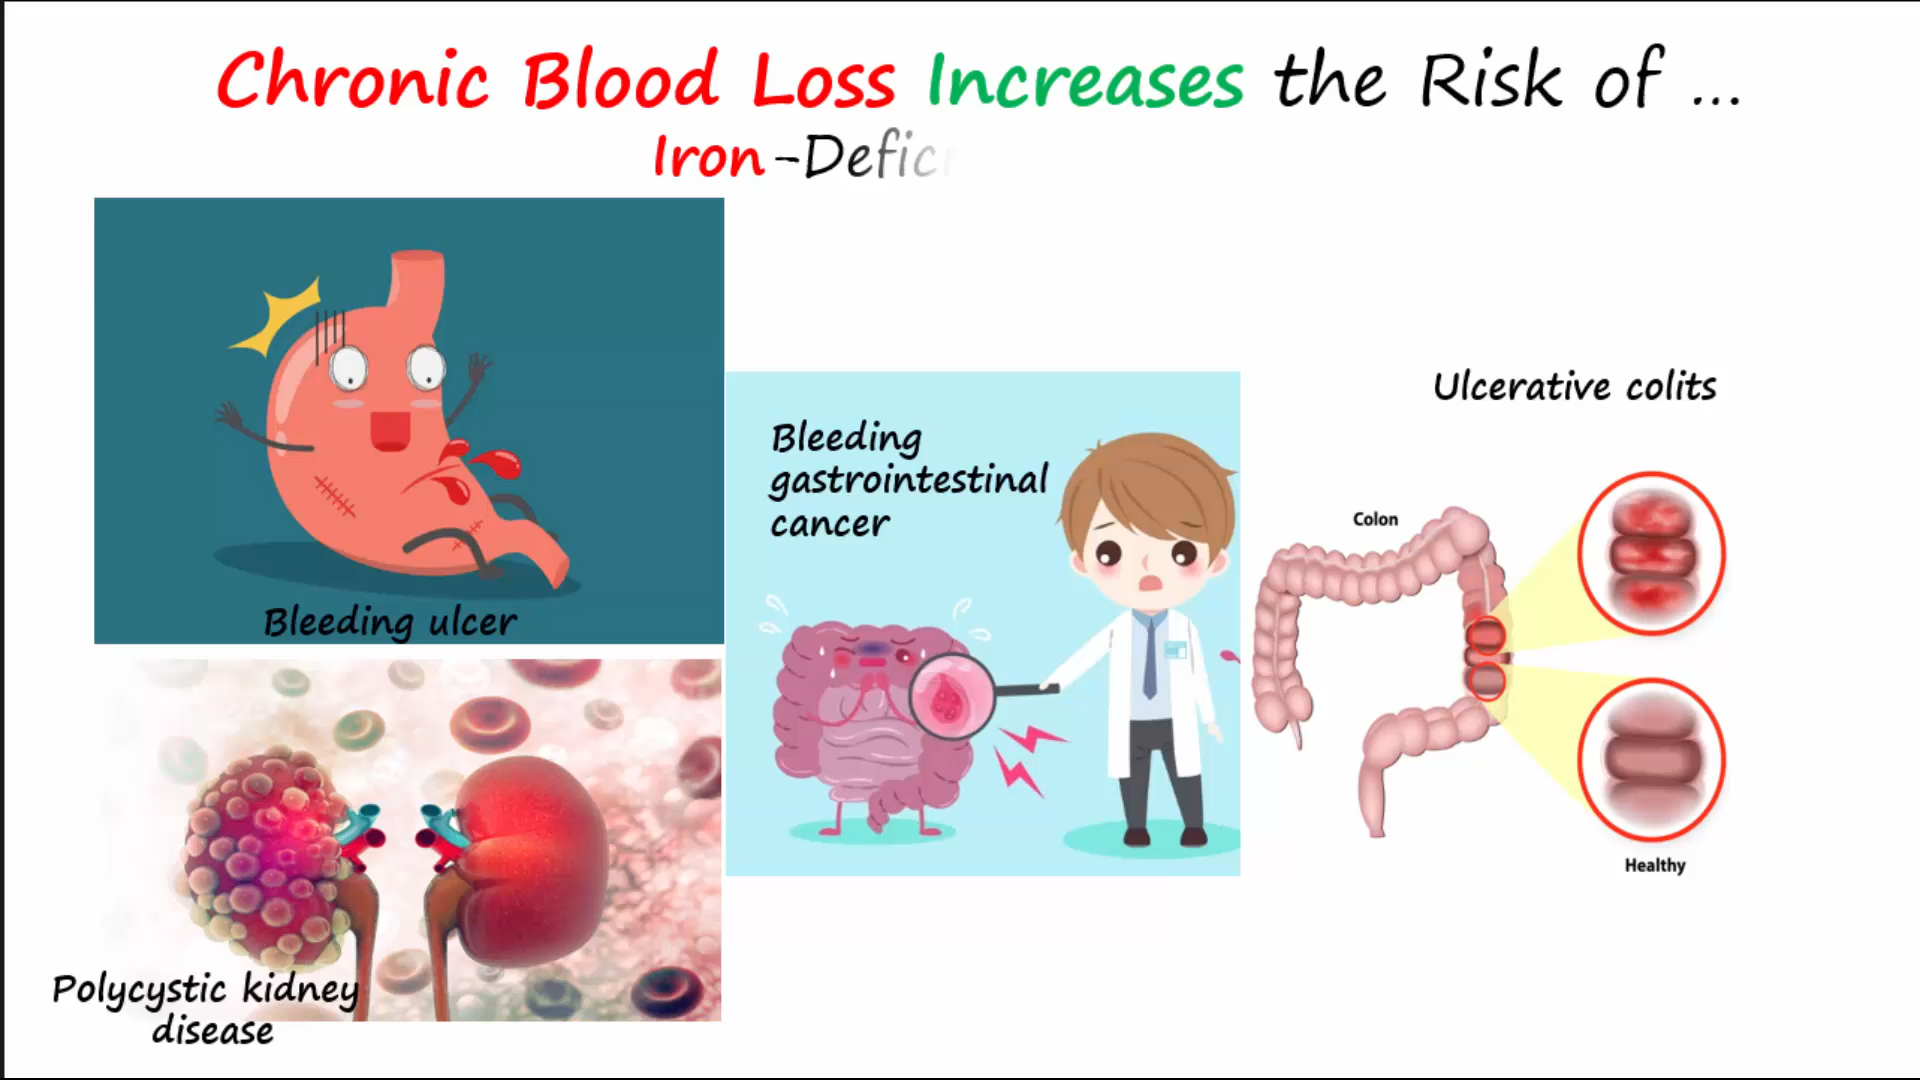 Chronic Blood Loss Increases the Risk of ...
Iron-Defic
Bleeding ulcer
Bleeding
gastrointestinal
cancer
Ulcerative colits
Colon
Healthy
Polycystic kidney
disease